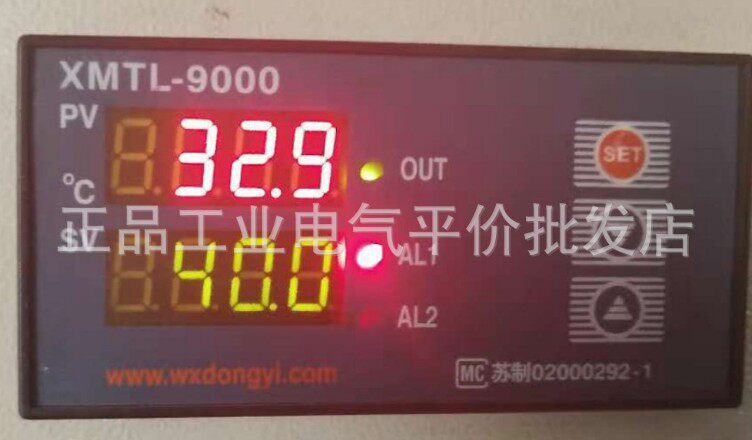 XMTL-9000
PV
32.9
OUT
SET
°C
正品工业电气平价批发店
SV
40.0
AL1
AL2
www.wxdongyi.com
MC 苏制02000292-1